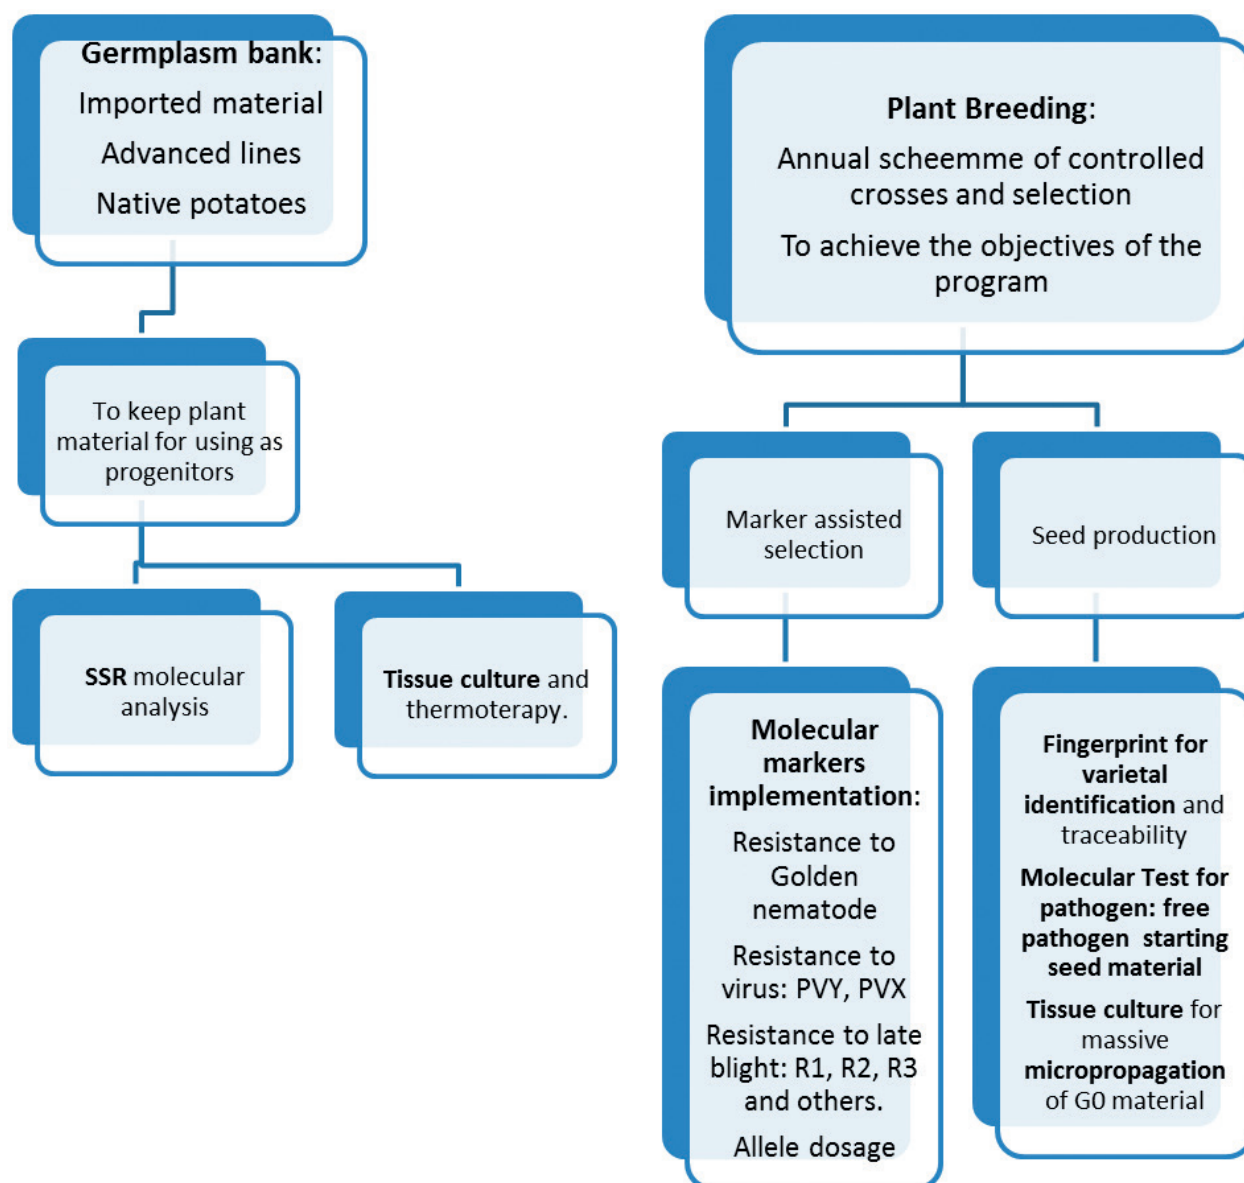 Germplasm bank:
Imported material
Advanced lines
Native potatoes
To keep plant
material for using as
progenitors
SSR molecular
analysis
Tissue culture and
thermoterapy.
Plant Breeding:
Annual scheemme of controlled
crosses and selection
To achieve the objectives of the
program
Marker assisted
selection
Seed production
Molecular
markers
implementation:
Resistance to
Golden
nematode
Resistance to
virus: PVY, PVX
Resistance to late
blight: R1, R2, R3
and others.
Allele dosage
Fingerprint for
varietal
identification and
traceability
Molecular Test for
pathogen: free
pathogen starting
seed material
Tissue culture for
massive
micropropagation
of G0 material